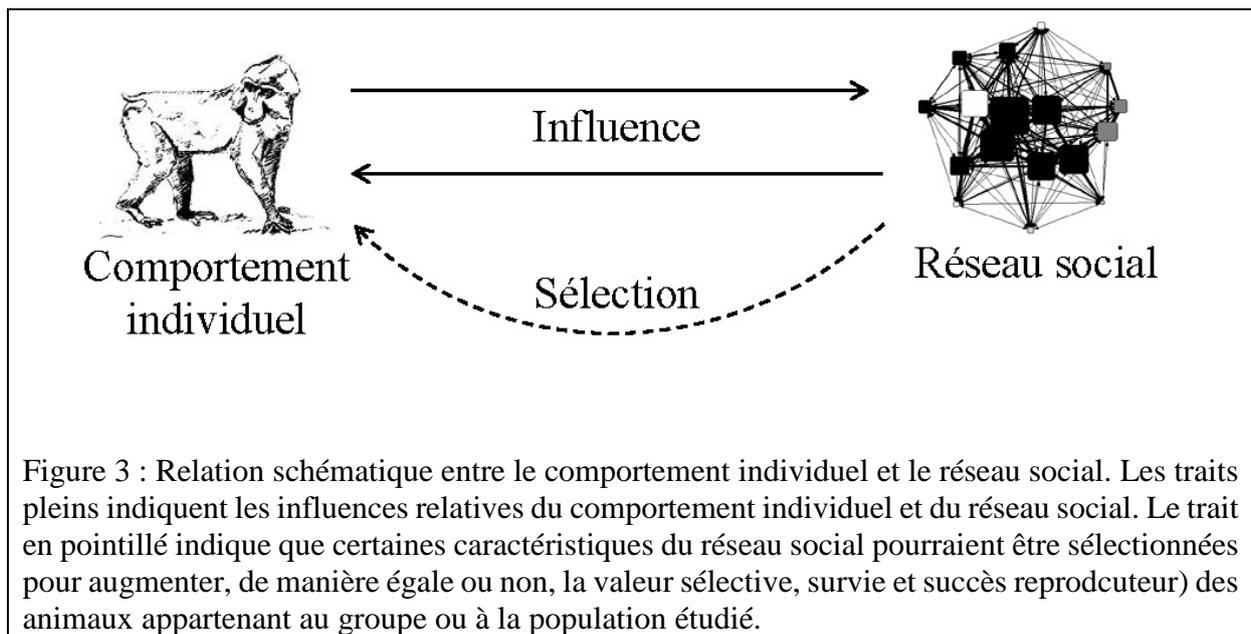 Influence
Comportement
individuel
Sélection
Réseau social
Figure 3 : Relation schématique entre le comportement individuel et le réseau social. Les traits
pleins indiquent les influences relatives du comportement individuel et du réseau social. Le trait
en pointillé indique que certaines caractéristiques du réseau social pourraient être sélectionnées
pour augmenter, de manière égale ou non, la valeur sélective, survie et succès reprodcuteur) des
animaux appartenant au groupe ou à la population étudié.